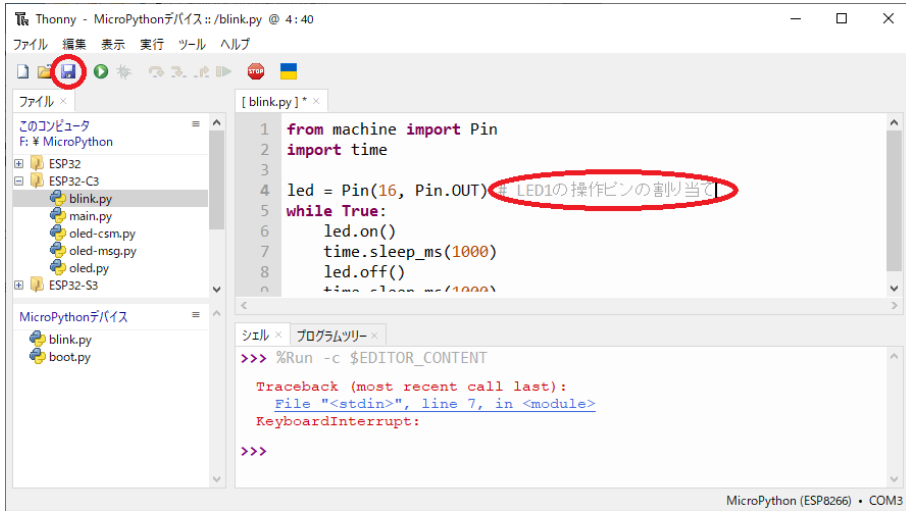 Thonny - MicroPythonデバイス :: /blink.py @ 4:40
ファイル 編集 表示 実行 ツール ヘルプ
STOP
ファイル ×
このコンピュータ
F: ¥ MicroPython
ESP32
ESP32-C3
blink.py
main.py
oled-csm.py
oled-msg.py
oled.py
ESP32-S3
MicroPythonデバイス
blink.py
boot.py
[ blink.py ] * ×
1 from machine import Pin
2 import time
3
4 led = Pin(16, Pin.OUT) # LED1の操作ピンの割り当て
5 while True:
6 led.on()
7 time.sleep_ms(1000)
8 led.off()
9 time.sleep_ms(1000)
シェル × プログラムツリー ×
>>> %Run -c $EDITOR_CONTENT
Traceback (most recent call last):
File "<stdin>", line 7, in <module>
KeyboardInterrupt:
>>>
MicroPython (ESP8266) • COM3